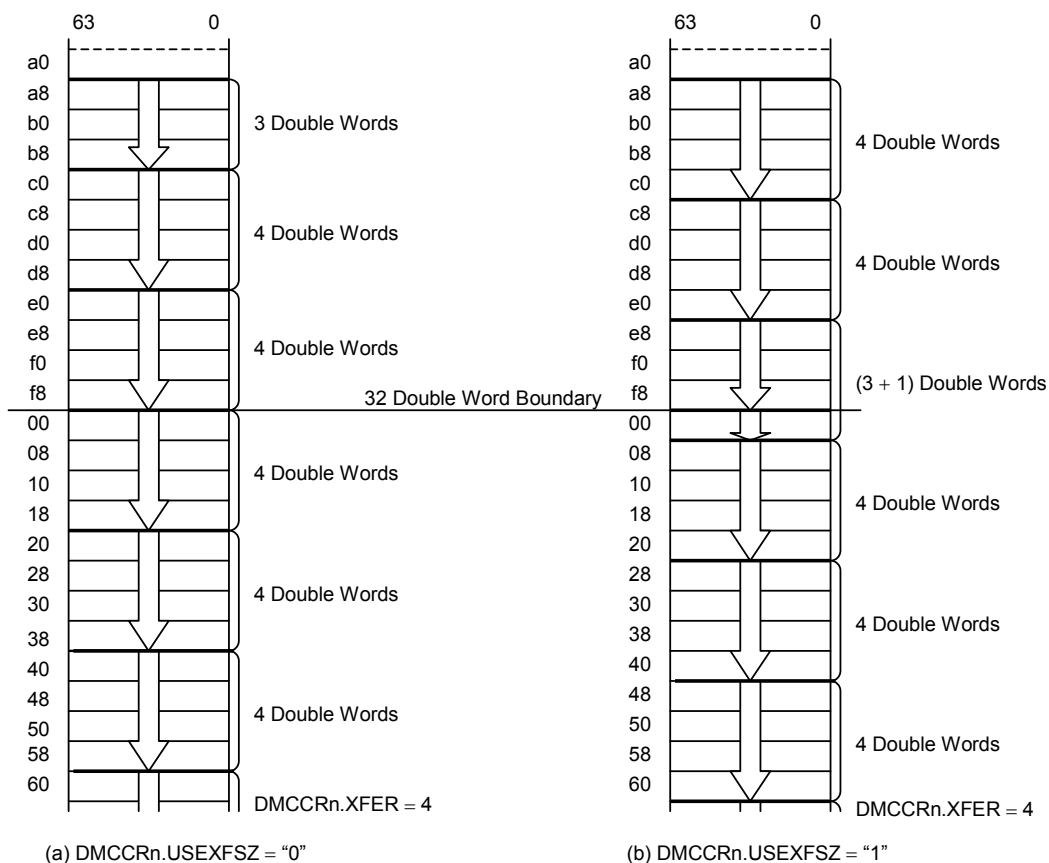 63 0
a0
a8
b0
b8
c0
c8
d0
d8
e0
e8
f0
f8
00
08
10
18
20
28
30
38
40
48
50
58
60
3 Double Words
4 Double Words
4 Double Words
32 Double Word Boundary
4 Double Words
4 Double Words
4 Double Words
DMCCRn.XFER = 4
(a) DMCCRn.USEXFSZ = “0”
63 0
a0
a8
b0
b8
c0
c8
d0
d8
e0
e8
f0
f8
00
08
10
18
20
28
30
38
40
48
50
58
60
4 Double Words
4 Double Words
(3 + 1) Double Words
4 Double Words
4 Double Words
4 Double Words
DMCCRn.XFER = 4
(b) DMCCRn.USEXFSZ = “1”